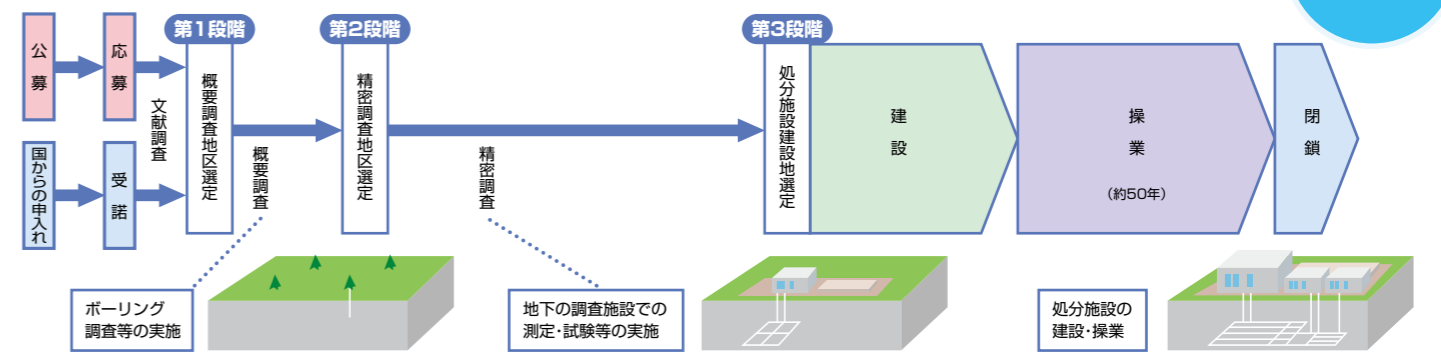 公募
応募
国からの申入れ
受諾
文献調査
第1段階
概要調査地区選定
概要調査
第2段階
精密調査地区選定
精密調査
第3段階
処分施設建設地選定
建設
操業
(約50年)
閉鎖
ボーリング
調査等の実施
地下の調査施設での
測定・試験等の実施
処分施設の
建設・操業